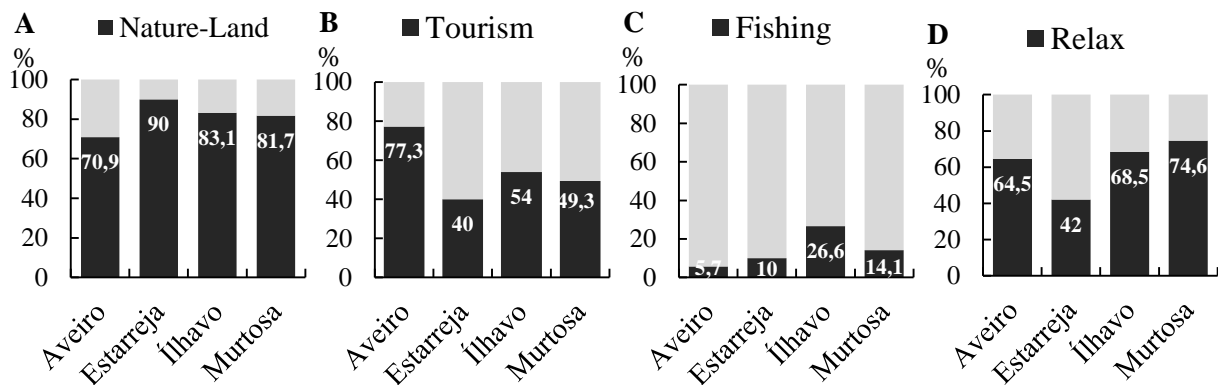 A
Nature-Land
%
100
80
60
40
20
0
70,9
90
83,1
81,7
Aveiro
Estarreja
Ílhavo
Murtosa
B
Tourism
%
100
80
60
40
20
0
77,3
40
54
49,3
Aveiro
Estarreja
Ílhavo
Murtosa
C
Fishing
%
100
80
60
40
20
0
5,7
10
26,6
14,1
Aveiro
Estarreja
Ílhavo
Murtosa
D
Relax
%
100
80
60
40
20
0
64,5
42
68,5
74,6
Aveiro
Estarreja
Ílhavo
Murtosa